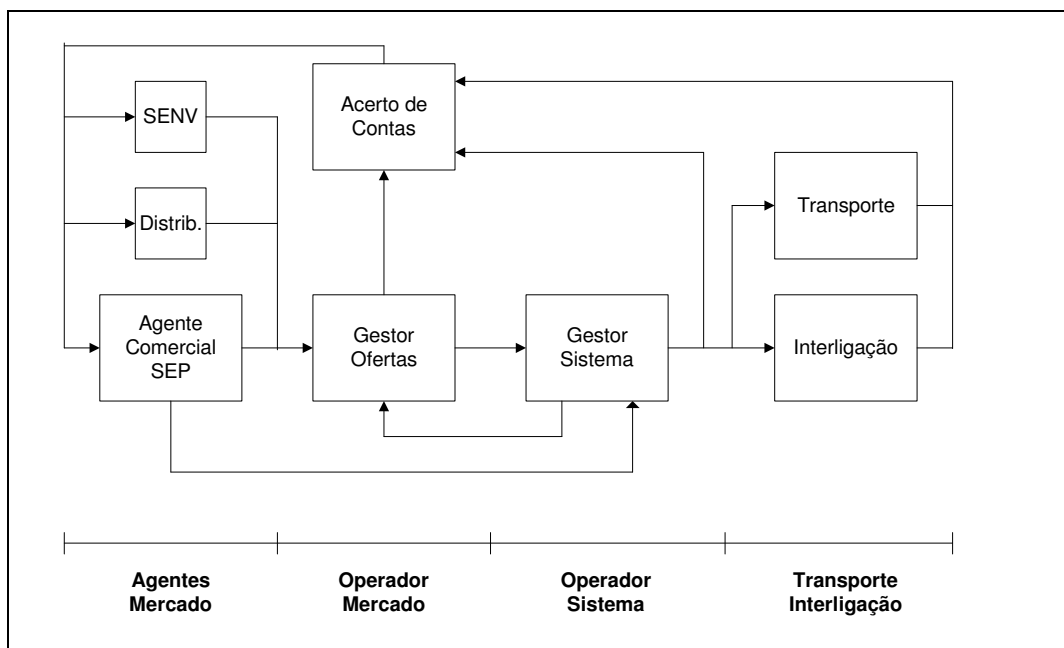 Acerto de
Contas
SENV
Distrib.
Transporte
Agente
Comercial
SEP
Gestor
Ofertas
Gestor
Sistema
Interligação
Agentes
Mercado
Operador
Mercado
Operador
Sistema
Transporte
Interligação